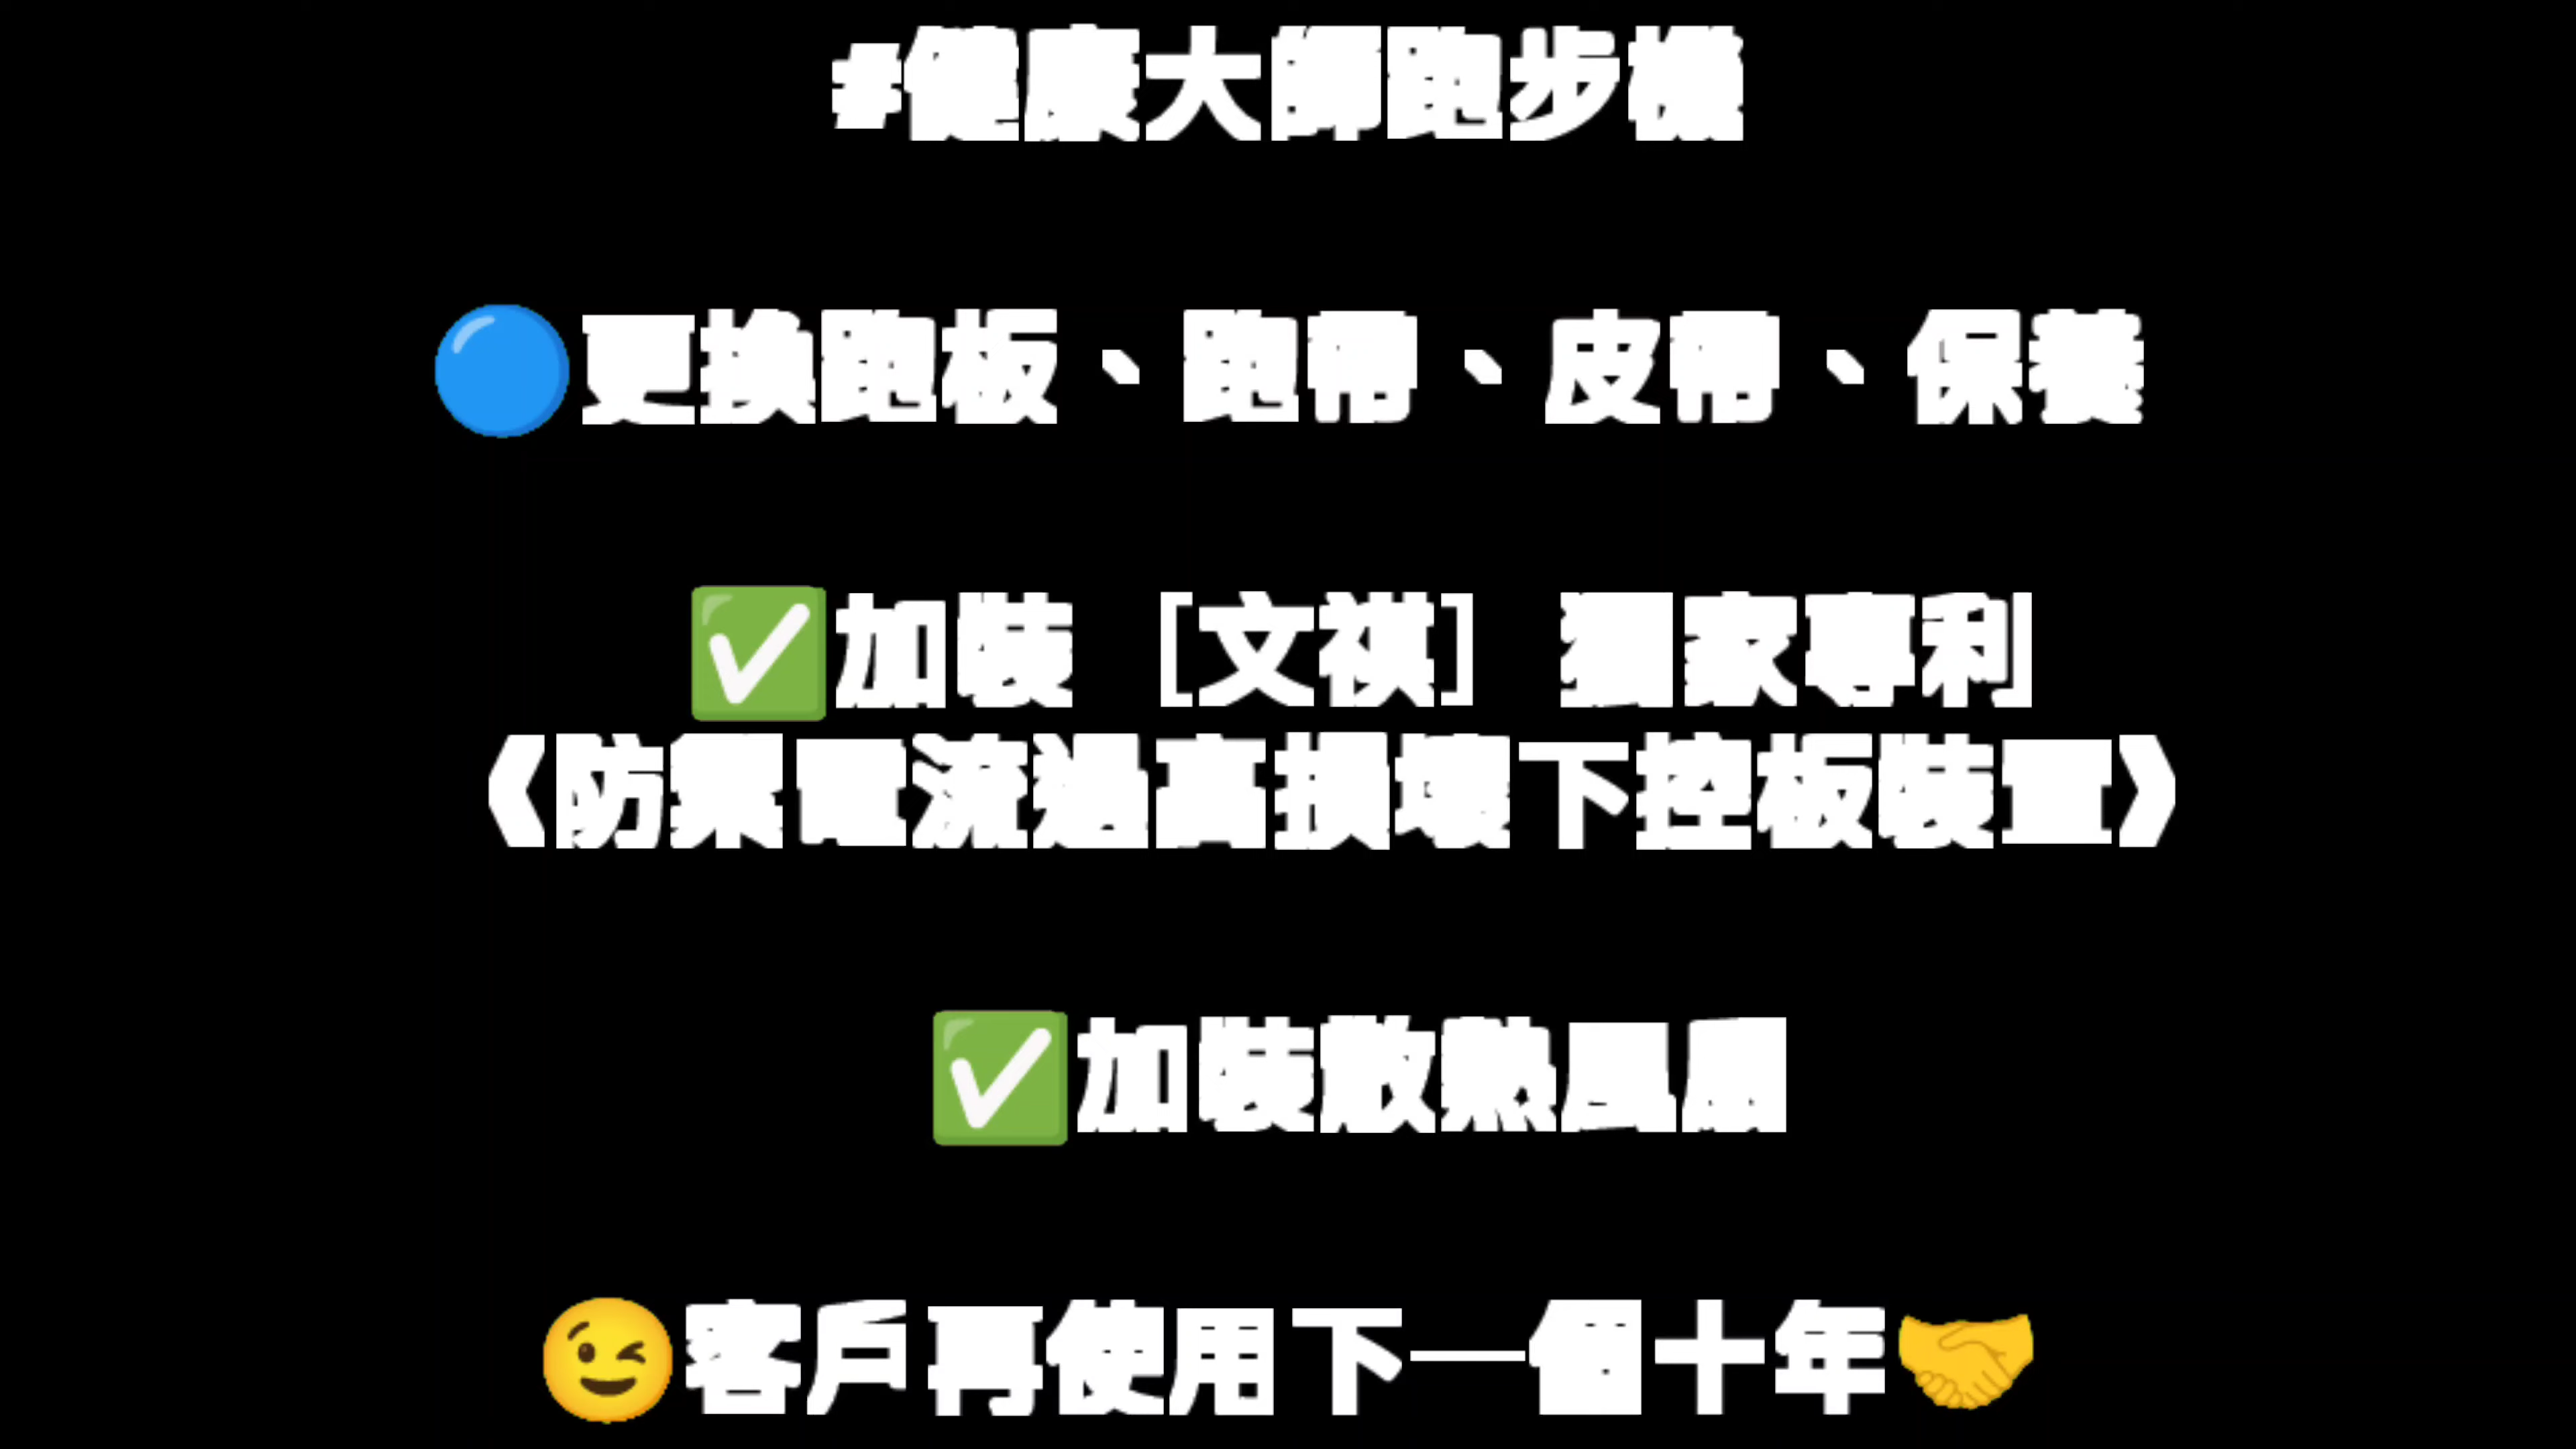 #健康大師跑步機
🔵更換跑板、跑帶、皮帶、保養
✅加裝［文祺］獨家專利
《防累電流過高損壞下控板裝置》
✅加裝散熱風扇
😉客戶再使用下一個十年🤝